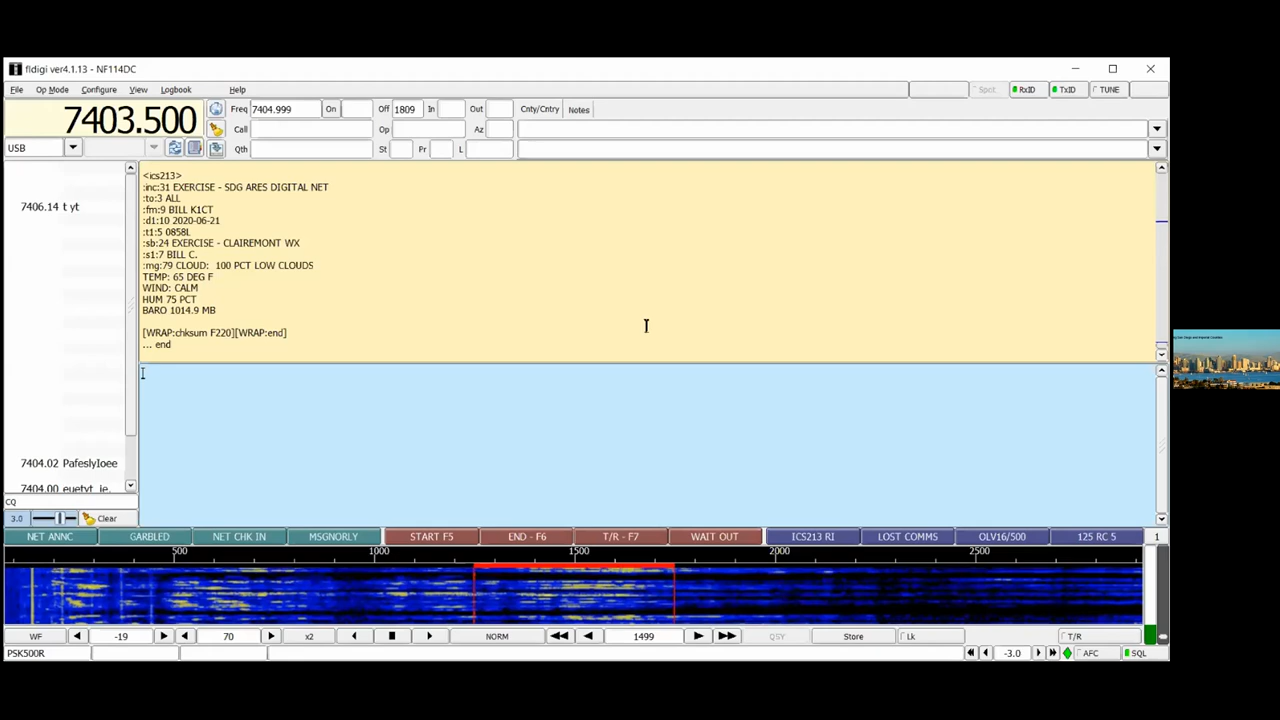 fldigi ver4.1.13 - NF114DC
File Op Mode Configure View Logbook Help
Spot RxID TxID TUNE
7403.500
Freq 7404.999 On Off 1809 In Out Cnty/Cntry Notes
Call Op Az
USB
Qth St Pr L
<ics213>
:inc:31 EXERCISE - SDG ARES DIGITAL NET
:to:3 ALL
:fm:9 BILL K1CT
:d1:10 2020-06-21
:t1:5 0858L
:sb:24 EXERCISE - CLAIREMONT WX
:s1:7 BILL C.
:mg:79 CLOUD: 100 PCT LOW CLOUDS
TEMP: 65 DEG F
WIND: CALM
HUM 75 PCT
BARO 1014.9 MB
[WRAP:chksum F220][WRAP:end]
... end
7406.14 t yt
7404.02 PafeslyIoee
7404.00 euetyt ie.
CQ
3.0 Clear
NET ANNC GARBLED NET CHK IN MSGNORLY START F5 END - F6 T/R - F7 WAIT OUT ICS213 RI LOST COMMS OLV16/500 125 RC 5 1
500 1000 1500 2000 2500
WF -19 70 x2 NORM 1499 QSY Store Lk T/R
PSK500R -3.0 AFC SQL